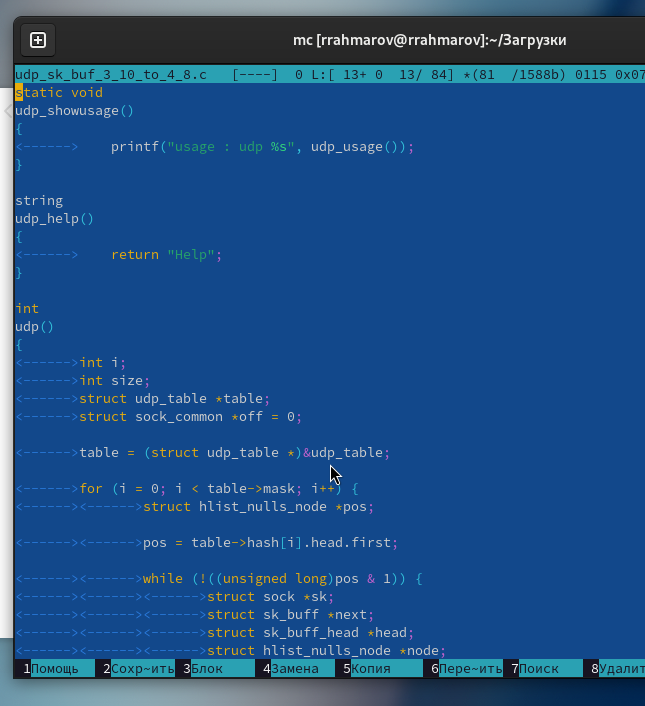 mc [rrahmarov@rrahmarov]:~/Загрузки
udp_sk_buf_3_10_to_4_8.c [----] 0 L:[ 13+ 0 13/ 84] *(81 /1588b) 0115 0x07
static void
udp_showusage()
{
<------> printf("usage : udp %s", udp_usage());
}
string
udp_help()
{
<------> return "Help";
}
int
udp()
{
<------>int i;
<------>int size;
<------>struct udp_table *table;
<------>struct sock_common *off = 0;
<------>table = (struct udp_table *)&udp_table;
<------>for (i = 0; i < table->mask; i++) {
<------><------>struct hlist_nulls_node *pos;
<------><------>pos = table->hash[i].head.first;
<------><------>while (!((unsigned long)pos & 1)) {
<------><------><------>struct sock *sk;
<------><------><------>struct sk_buff *next;
<------><------><------>struct sk_buff_head *head;
<------><------><------>struct hlist_nulls_node *node;
1Помощь 2Сохр~ить 3Блок 4Замена 5Копия 6Пере~ить 7Поиск 8Удалит